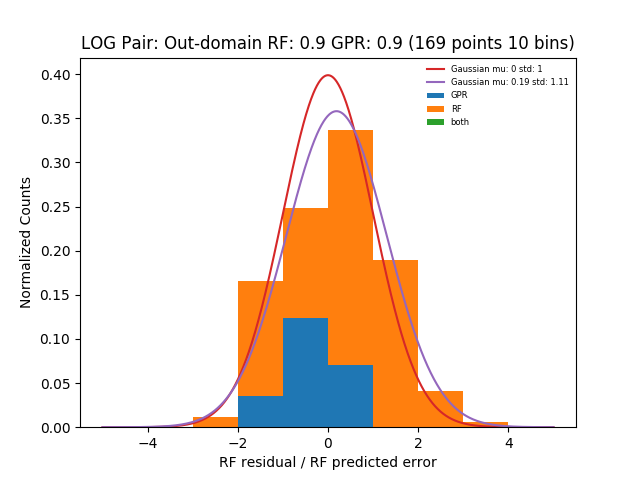 LOG Pair: Out-domain RF: 0.9 GPR: 0.9 (169 points 10 bins)
Normalized Counts
0.40
0.35
0.30
0.25
0.20
0.15
0.10
0.05
0.00
Gaussian mu: 0 std: 1
Gaussian mu: 0.19 std: 1.11
GPR
RF
both
−4 −2 0 2 4
RF residual / RF predicted error